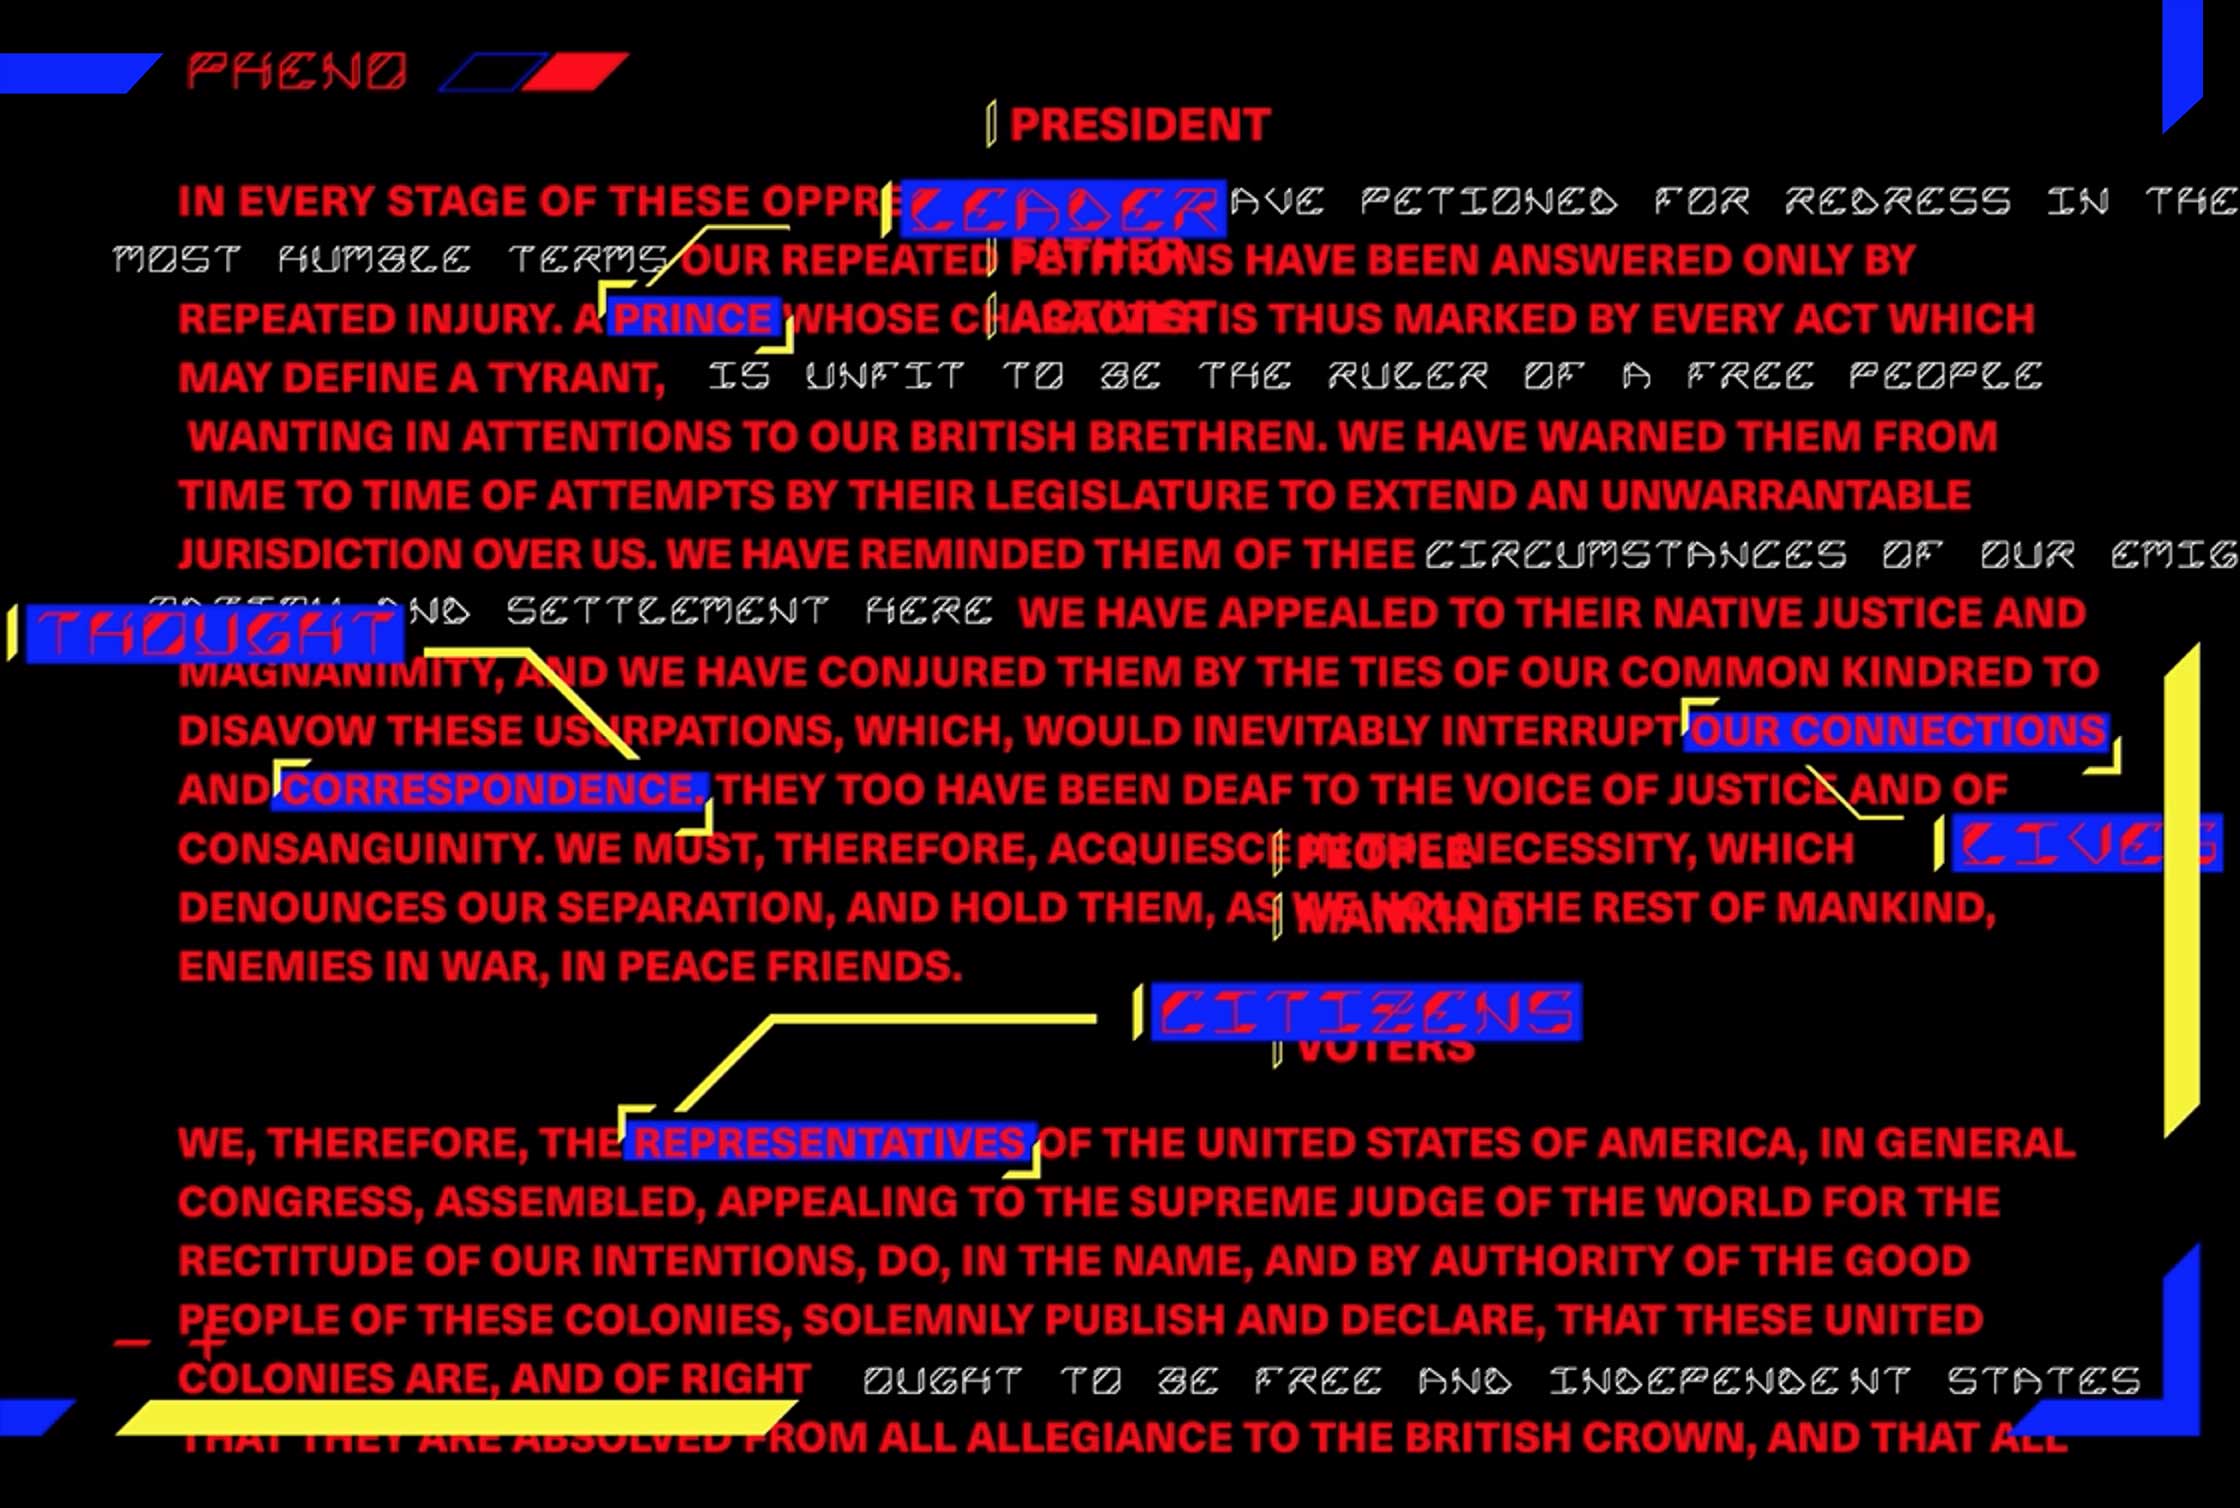 PHENO
PRESIDENT
IN EVERY STAGE OF THESE OPPRE LEADER AVE PETIONED FOR REDRESS IN THE
MOST HUMBLE TERMS OUR REPEATED HAVE BEEN ANSWERED ONLY BY
FATHER
REPEATED INJURY. A PRINCE WHOSE IS THUS MARKED BY EVERY ACT WHICH
ACTIVIST
MAY DEFINE A TYRANT, IS UNFIT TO BE THE RULER OF A FREE PEOPLE
WANTING IN ATTENTIONS TO OUR BRITISH BRETHREN. WE HAVE WARNED THEM FROM
TIME TO TIME OF ATTEMPTS BY THEIR LEGISLATURE TO EXTEND AN UNWARRANTABLE
JURISDICTION OVER US. WE HAVE REMINDED THEM OF THEE CIRCUMSTANCES OF OUR EMIG
THOUGHT AND SETTLEMENT HERE WE HAVE APPEALED TO THEIR NATIVE JUSTICE AND
MAGNANIMITY, AND WE HAVE CONJURED THEM BY THE TIES OF OUR COMMON KINDRED TO
DISAVOW THESE USURPATIONS, WHICH, WOULD INEVITABLY INTERRUPT OUR CONNECTIONS
AND CORRESPONDENCE. THEY TOO HAVE BEEN DEAF TO THE VOICE OF JUSTICE AND OF
CONSANGUINITY. WE MUST, THEREFORE, ACQUIESCE IN THE NECESSITY, WHICH LIVES
PEOPLE
DENOUNCES OUR SEPARATION, AND HOLD THEM, AS WE HOLD THE REST OF MANKIND,
MANKIND
ENEMIES IN WAR, IN PEACE FRIENDS.
CITIZENS
VOTERS
WE, THEREFORE, THE REPRESENTATIVES OF THE UNITED STATES OF AMERICA, IN GENERAL
CONGRESS, ASSEMBLED, APPEALING TO THE SUPREME JUDGE OF THE WORLD FOR THE
RECTITUDE OF OUR INTENTIONS, DO, IN THE NAME, AND BY AUTHORITY OF THE GOOD
PEOPLE OF THESE COLONIES, SOLEMNLY PUBLISH AND DECLARE, THAT THESE UNITED
− +
COLONIES ARE, AND OF RIGHT OUGHT TO BE FREE AND INDEPENDENT STATES
THAT THEY ARE ABSOLVED FROM ALL ALLEGIANCE TO THE BRITISH CROWN, AND THAT ALL